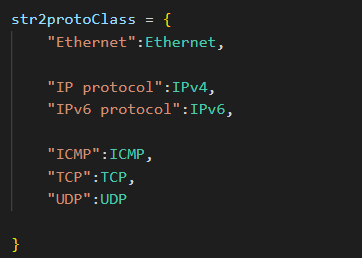 str2protoClass = {
    "Ethernet":Ethernet,
    "IP protocol":IPv4,
    "IPv6 protocol":IPv6,
    "ICMP":ICMP,
    "TCP":TCP,
    "UDP":UDP
}